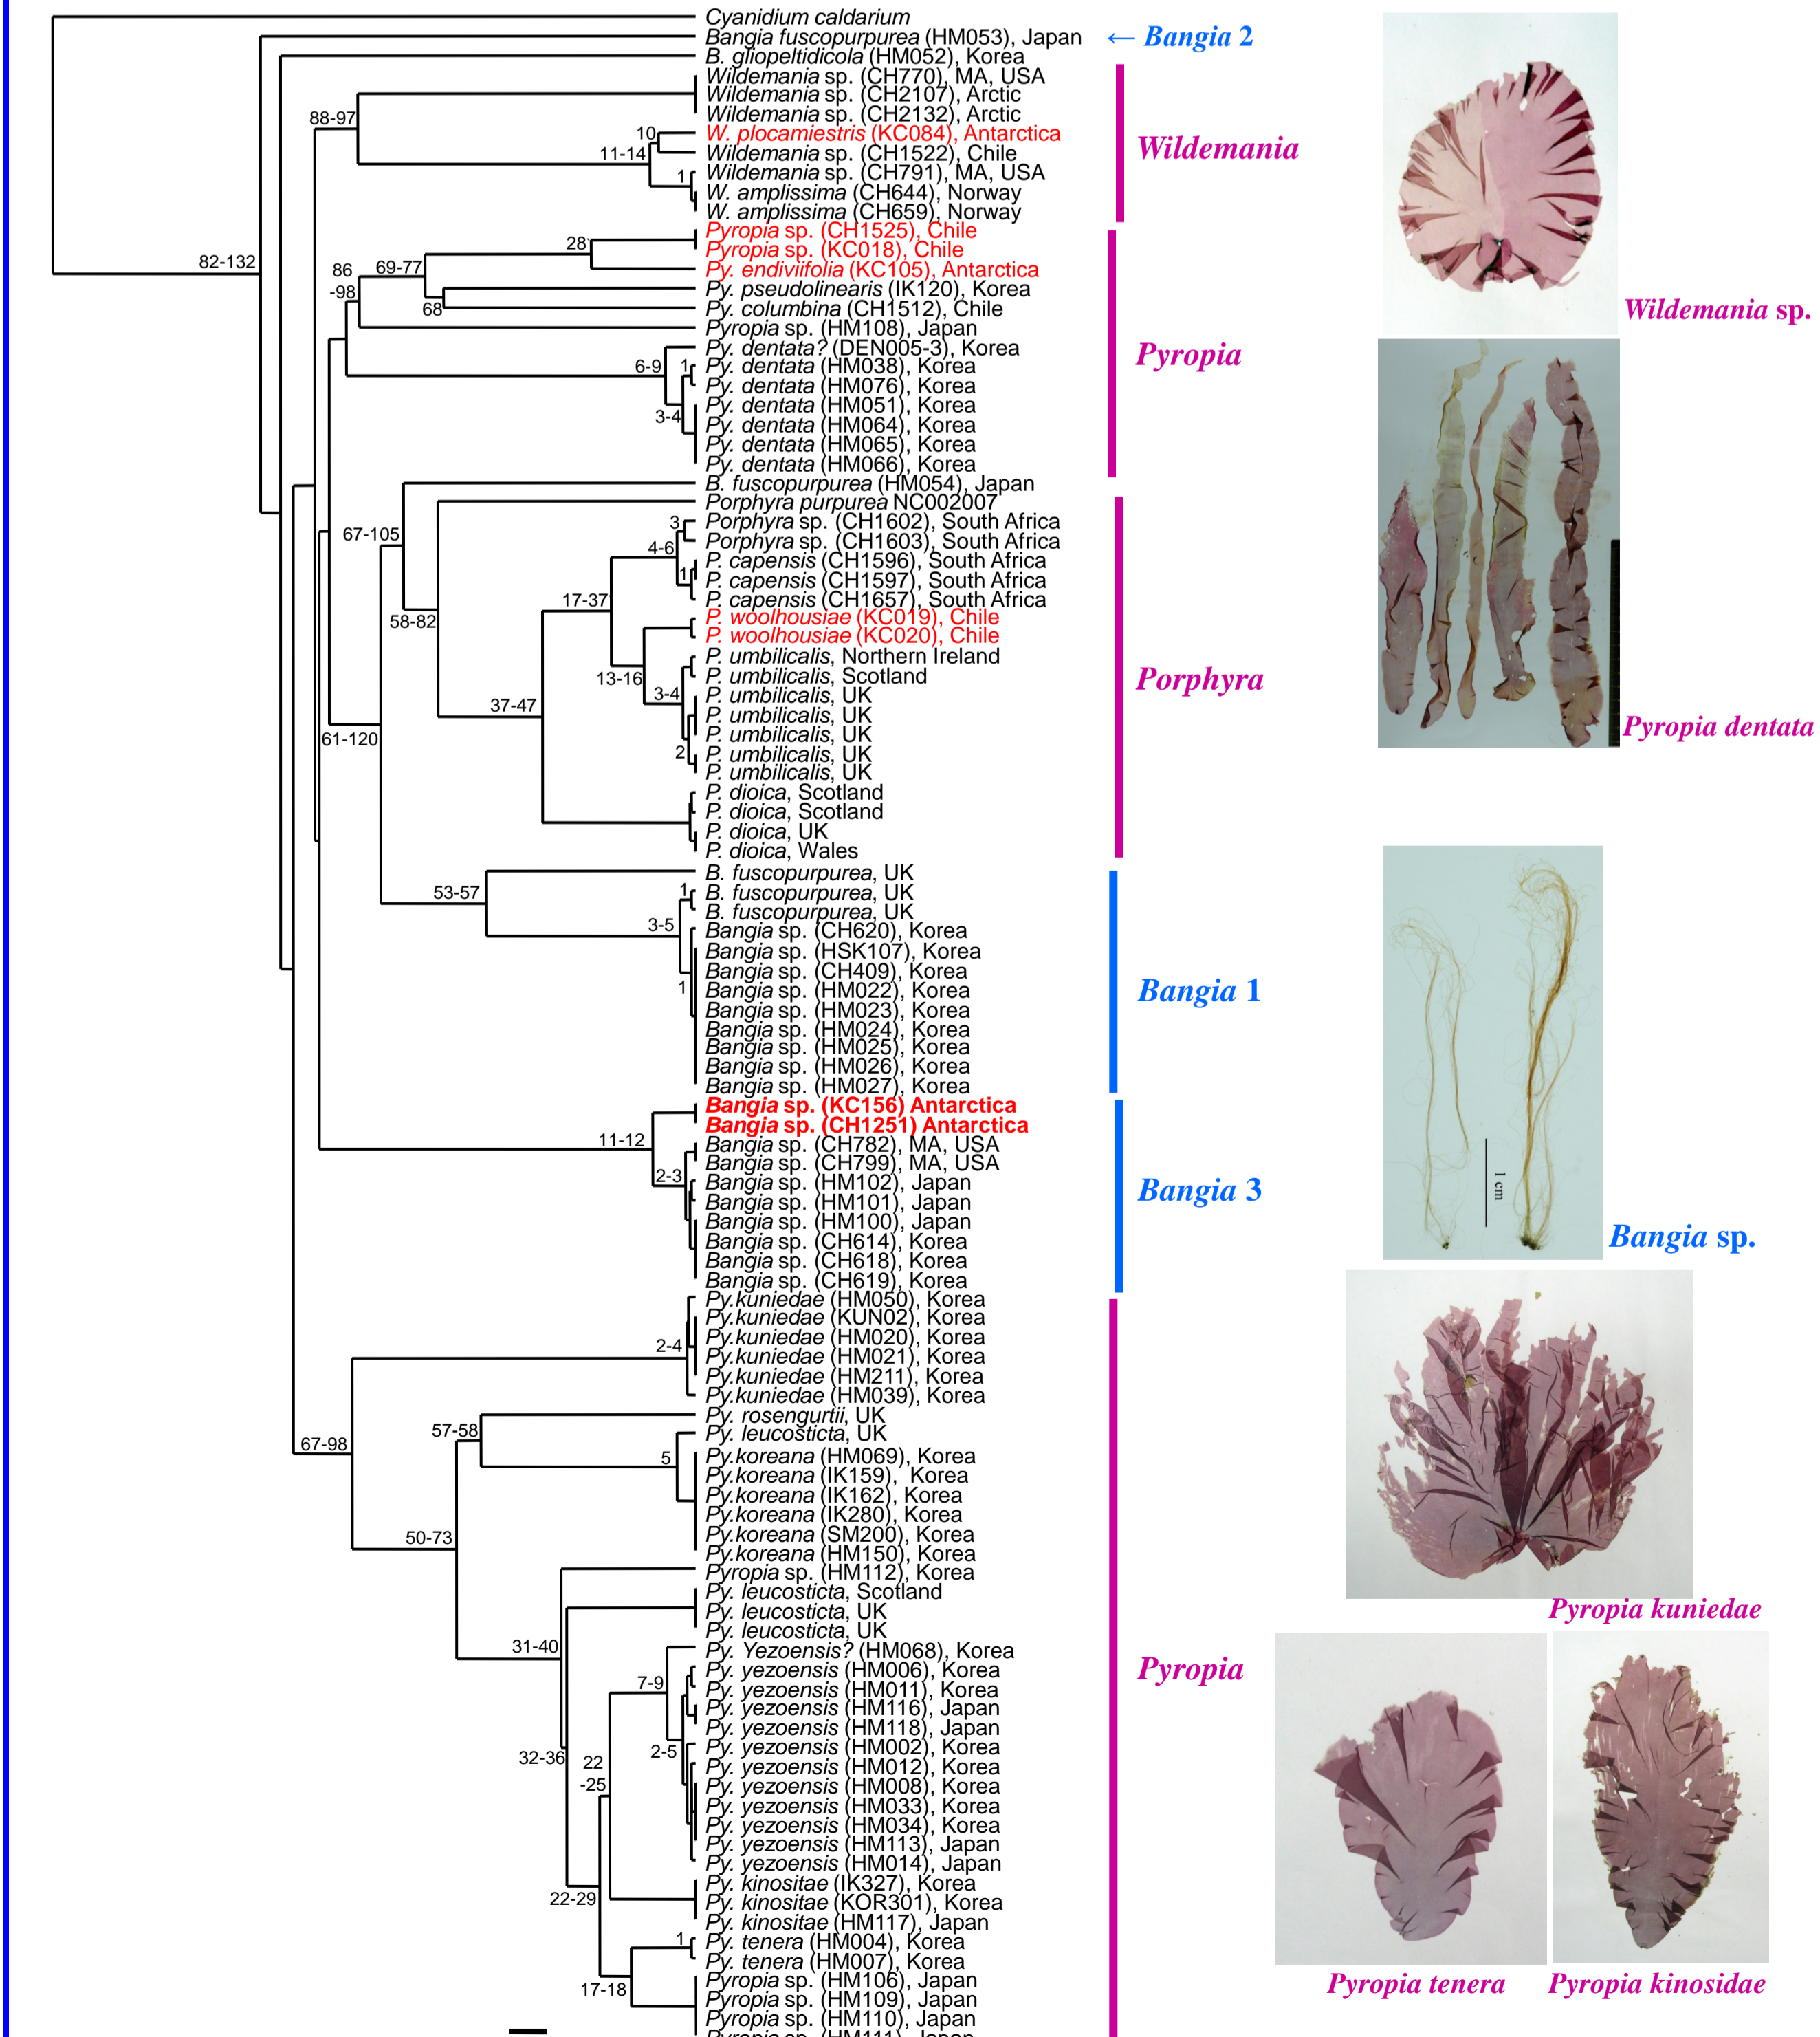 Cyanidium caldarium
Bangia fuscopurpurea (HM053), Japan
← Bangia 2
B. gliopeltidicola (HM052), Korea
Wildemania sp. (CH770), MA, USA
Wildemania sp. (CH2107), Arctic
Wildemania sp. (CH2132), Arctic
88-97
W. plocamiestris (KC084), Antarctica
10
Wildemania sp. (CH1522), Chile
11-14
Wildemania
Wildemania sp. (CH791), MA, USA
1
W. amplissima (CH644), Norway
W. amplissima (CH659), Norway
Pyropia sp. (CH1525), Chile
28
Pyropia sp. (KC018), Chile
82-132
86
-98
69-77
Py. endiviifolia (KC105), Antarctica
Py. pseudolinearis (IK120), Korea
68
Py. columbina (CH1512), Chile
Wildemania sp.
Pyropia sp. (HM108), Japan
Py. dentata? (DEN005-3), Korea
Pyropia
6-9
1
Py. dentata (HM038), Korea
Py. dentata (HM076), Korea
Py. dentata (HM051), Korea
3-4
Py. dentata (HM064), Korea
Py. dentata (HM065), Korea
Py. dentata (HM066), Korea
B. fuscopurpurea (HM054), Japan
Porphyra purpurea NC002007
67-105
3
Porphyra sp. (CH1602), South Africa
4-6
Porphyra sp. (CH1603), South Africa
P. capensis (CH1596), South Africa
1
P. capensis (CH1597), South Africa
17-37
P. capensis (CH1657), South Africa
58-82
P. woolhousiae (KC019), Chile
P. woolhousiae (KC020), Chile
P. umbilicalis, Northern Ireland
13-16
P. umbilicalis, Scotland
Porphyra
3-4
P. umbilicalis, UK
37-47
P. umbilicalis, UK
P. umbilicalis, UK
Pyropia dentata
61-120
2
P. umbilicalis, UK
P. umbilicalis, UK
P. dioica, Scotland
P. dioica, Scotland
P. dioica, UK
P. dioica, Wales
B. fuscopurpurea, UK
53-57
1
B. fuscopurpurea, UK
B. fuscopurpurea, UK
3-5
Bangia sp. (CH620), Korea
Bangia sp. (HSK107), Korea
Bangia sp. (CH409), Korea
1
Bangia sp. (HM022), Korea
Bangia 1
Bangia sp. (HM023), Korea
Bangia sp. (HM024), Korea
Bangia sp. (HM025), Korea
Bangia sp. (HM026), Korea
Bangia sp. (HM027), Korea
Bangia sp. (KC156) Antarctica
Bangia sp. (CH1251) Antarctica
11-12
Bangia sp. (CH782), MA, USA
Bangia sp. (CH799), MA, USA
2-3
Bangia sp. (HM102), Japan
Bangia 3
1 cm
Bangia sp. (HM101), Japan
Bangia sp. (HM100), Japan
Bangia sp. (CH614), Korea
Bangia sp.
Bangia sp. (CH618), Korea
Bangia sp. (CH619), Korea
Py.kuniedae (HM050), Korea
Py.kuniedae (KUN02), Korea
2-4
Py.kuniedae (HM020), Korea
Py.kuniedae (HM021), Korea
Py.kuniedae (HM211), Korea
Py.kuniedae (HM039), Korea
Py. rosengurtii, UK
67-98
57-58
Py. leucosticta, UK
5
Py.koreana (HM069), Korea
Py.koreana (IK159), Korea
Py.koreana (IK162), Korea
Py.koreana (IK280), Korea
50-73
Py.koreana (SM200), Korea
Py.koreana (HM150), Korea
Pyropia sp. (HM112), Korea
Py. leucosticta, Scotland
Py. leucosticta, UK
Pyropia kuniedae
Py. leucosticta, UK
31-40
Py. Yezoensis? (HM068), Korea
Py. yezoensis (HM006), Korea
Pyropia
7-9
Py. yezoensis (HM011), Korea
Py. yezoensis (HM116), Japan
Py. yezoensis (HM118), Japan
32-36
22
-25
2-5
Py. yezoensis (HM002), Korea
Py. yezoensis (HM012), Korea
Py. yezoensis (HM008), Korea
Py. yezoensis (HM033), Korea
Py. yezoensis (HM034), Korea
Py. yezoensis (HM113), Japan
Py. yezoensis (HM014), Japan
Py. kinositae (IK327), Korea
22-29
Py. kinositae (KOR301), Korea
Py. kinositae (HM117), Japan
1
Py. tenera (HM004), Korea
Py. tenera (HM007), Korea
17-18
Pyropia sp. (HM106), Japan
Pyropia tenera
Pyropia kinosidae
Pyropia sp. (HM109), Japan
Pyropia sp. (HM110), Japan
Pyropia sp. (HM111), Japan